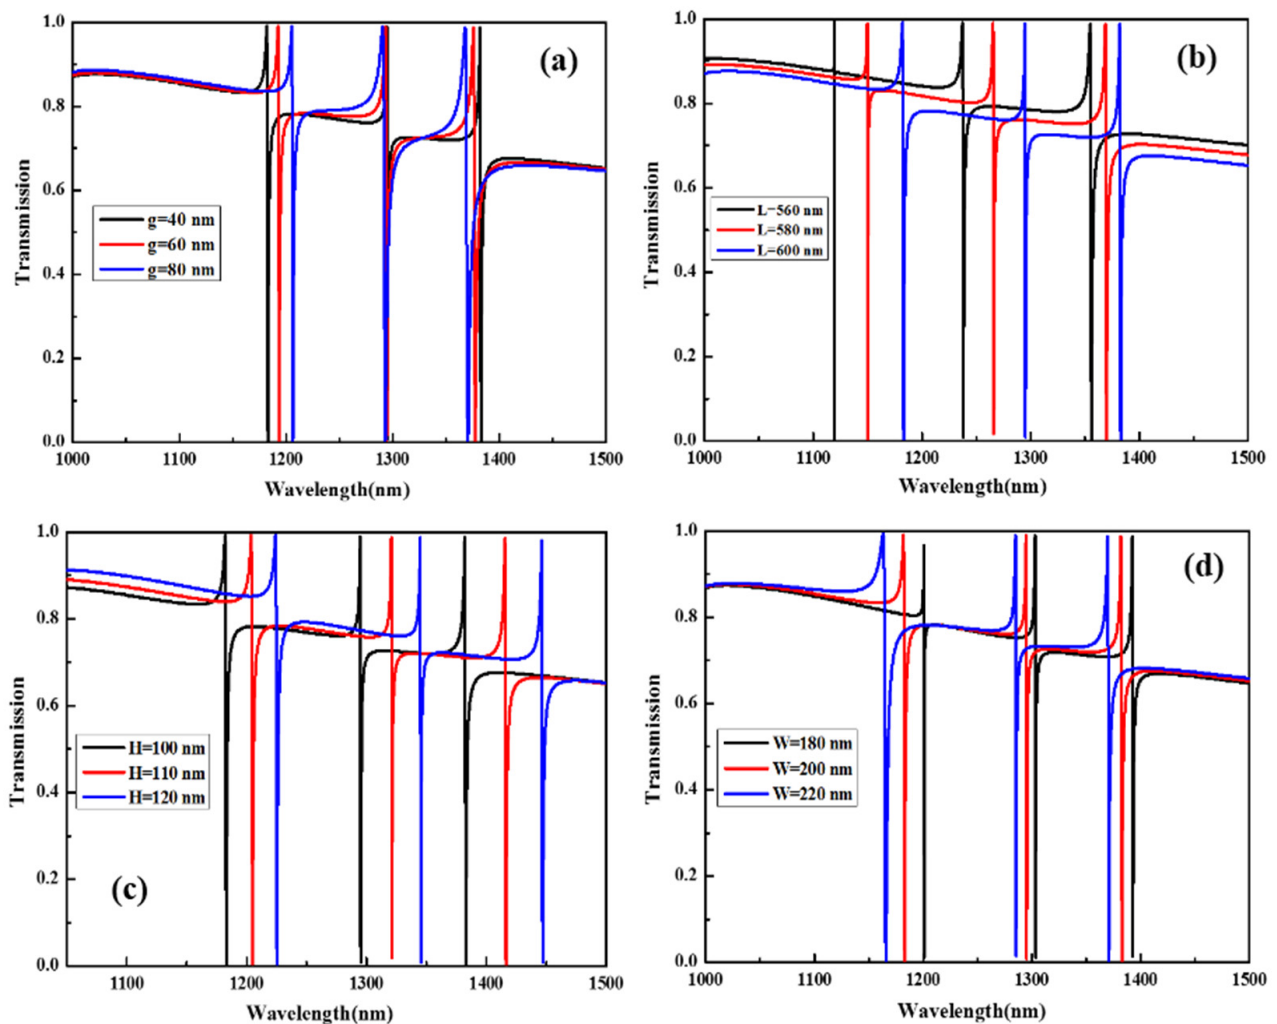 (a)
Transmission
1.0
0.8
0.6
0.4
0.2
0.0
g=40 nm
g=60 nm
g=80 nm
1000 1100 1200 1300 1400 1500
Wavelength(nm)
(b)
Transmission
1.0
0.8
0.6
0.4
0.2
0.0
L=560 nm
L=580 nm
L=600 nm
1000 1100 1200 1300 1400 1500
Wavelength(nm)
(c)
Transmission
1.0
0.8
0.6
0.4
0.2
0.0
H=100 nm
H=110 nm
H=120 nm
1100 1200 1300 1400 1500
Wavelength(nm)
(d)
Transmission
1.0
0.8
0.6
0.4
0.2
0.0
W=180 nm
W=200 nm
W=220 nm
1000 1100 1200 1300 1400 1500
Wavelength(nm)